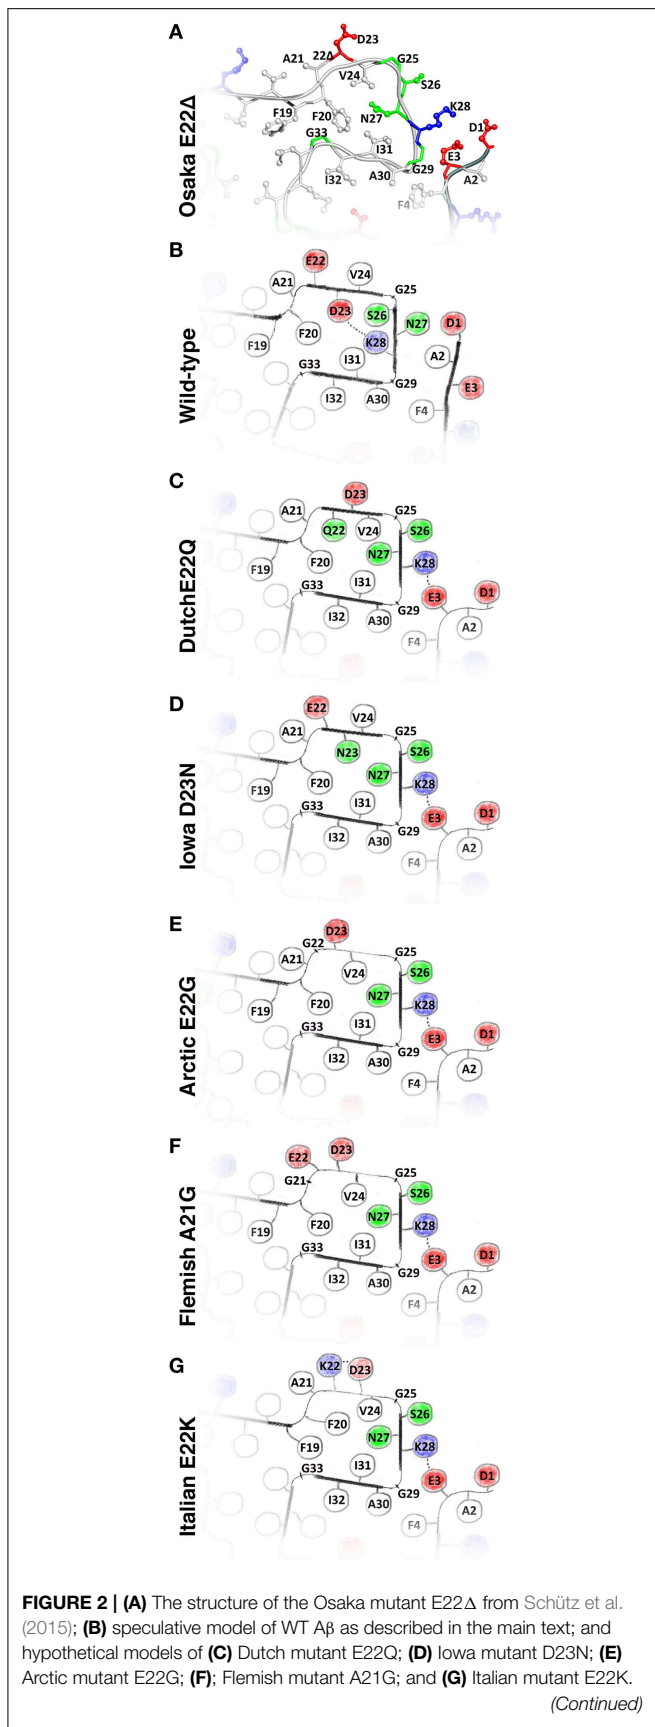 A
Osaka E22Δ
D23
A21
22Δ
G25
V24
S26
F19
F20
N27
K28
G33
D1
I31
E3
I32
A30
G29
A2
F4
B
Wild-type
E22
V24
A21
G25
D23
S26
N27
D1
F19
F20
K28
A2
G33
I31
G29
E3
I32
A30
F4
C
DutchE22Q
D23
A21
G25
Q22
V24
S26
N27
F19
F20
K28
G33
I31
E3
D1
I32
A30
G29
A2
F4
D
Iowa D23N
E22
V24
A21
G25
N23
S26
N27
F19
F20
K28
G33
I31
E3
D1
I32
A30
G29
A2
F4
E
Arctic E22G
D23
G22
G25
A21
V24
S26
N27
F19
F20
K28
G33
I31
E3
D1
I32
A30
G29
A2
F4
F
Flemish A21G
E22
D23
G25
G21
V24
S26
N27
F19
F20
K28
G33
I31
E3
D1
I32
A30
G29
A2
F4
G
Italian E22K
K22
D23
A21
G25
V24
S26
F20
N27
F19
K28
G33
I31
E3
D1
I32
A30
G29
A2
F4
FIGURE 2 | (A) The structure of the Osaka mutant E22Δ from Schütz et al.
(2015); (B) speculative model of WT Aβ as described in the main text; and
hypothetical models of (C) Dutch mutant E22Q; (D) Iowa mutant D23N; (E)
Arctic mutant E22G; (F); Flemish mutant A21G; and (G) Italian mutant E22K.
(Continued)